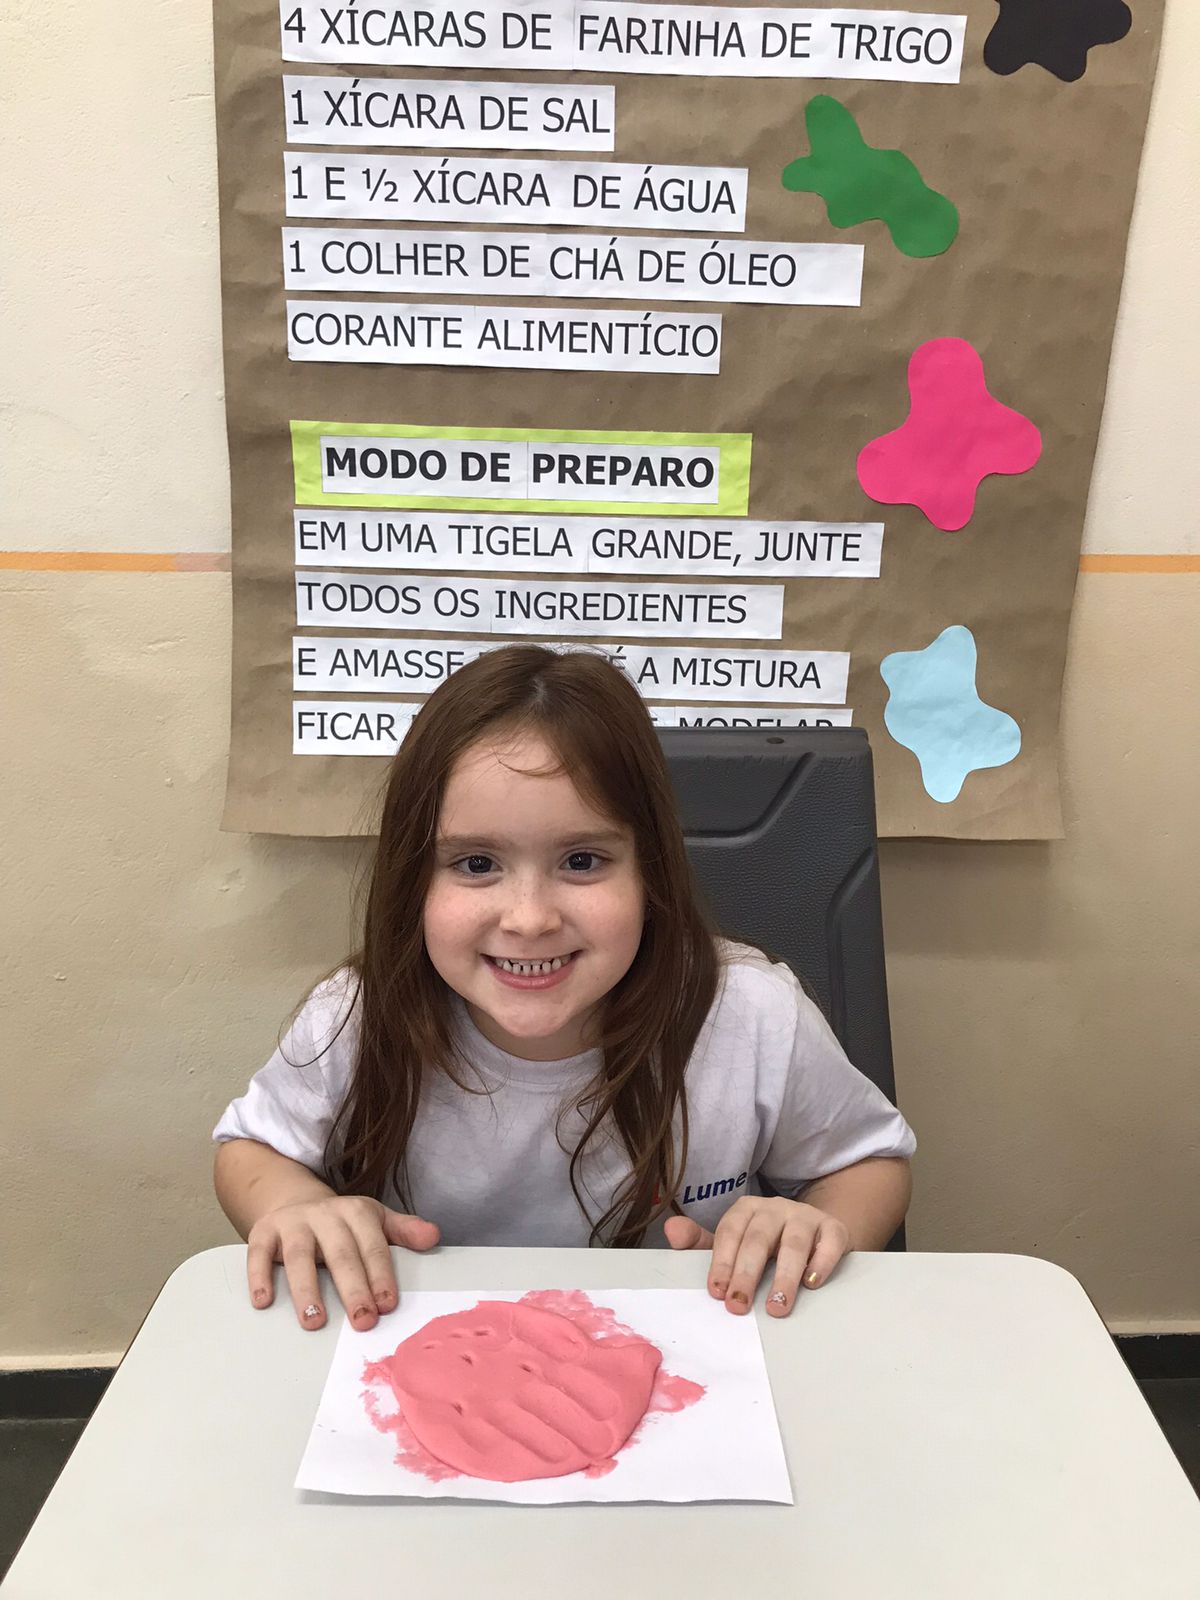 4 XÍCARAS DE FARINHA DE TRIGO
1 XÍCARA DE SAL
1 E ½ XÍCARA DE ÁGUA
1 COLHER DE CHÁ DE ÓLEO
CORANTE ALIMENTÍCIO
MODO DE PREPARO
EM UMA TIGELA GRANDE, JUNTE
TODOS OS INGREDIENTES
E AMASSE A MISTURA
FICAR MODELAR
Lume